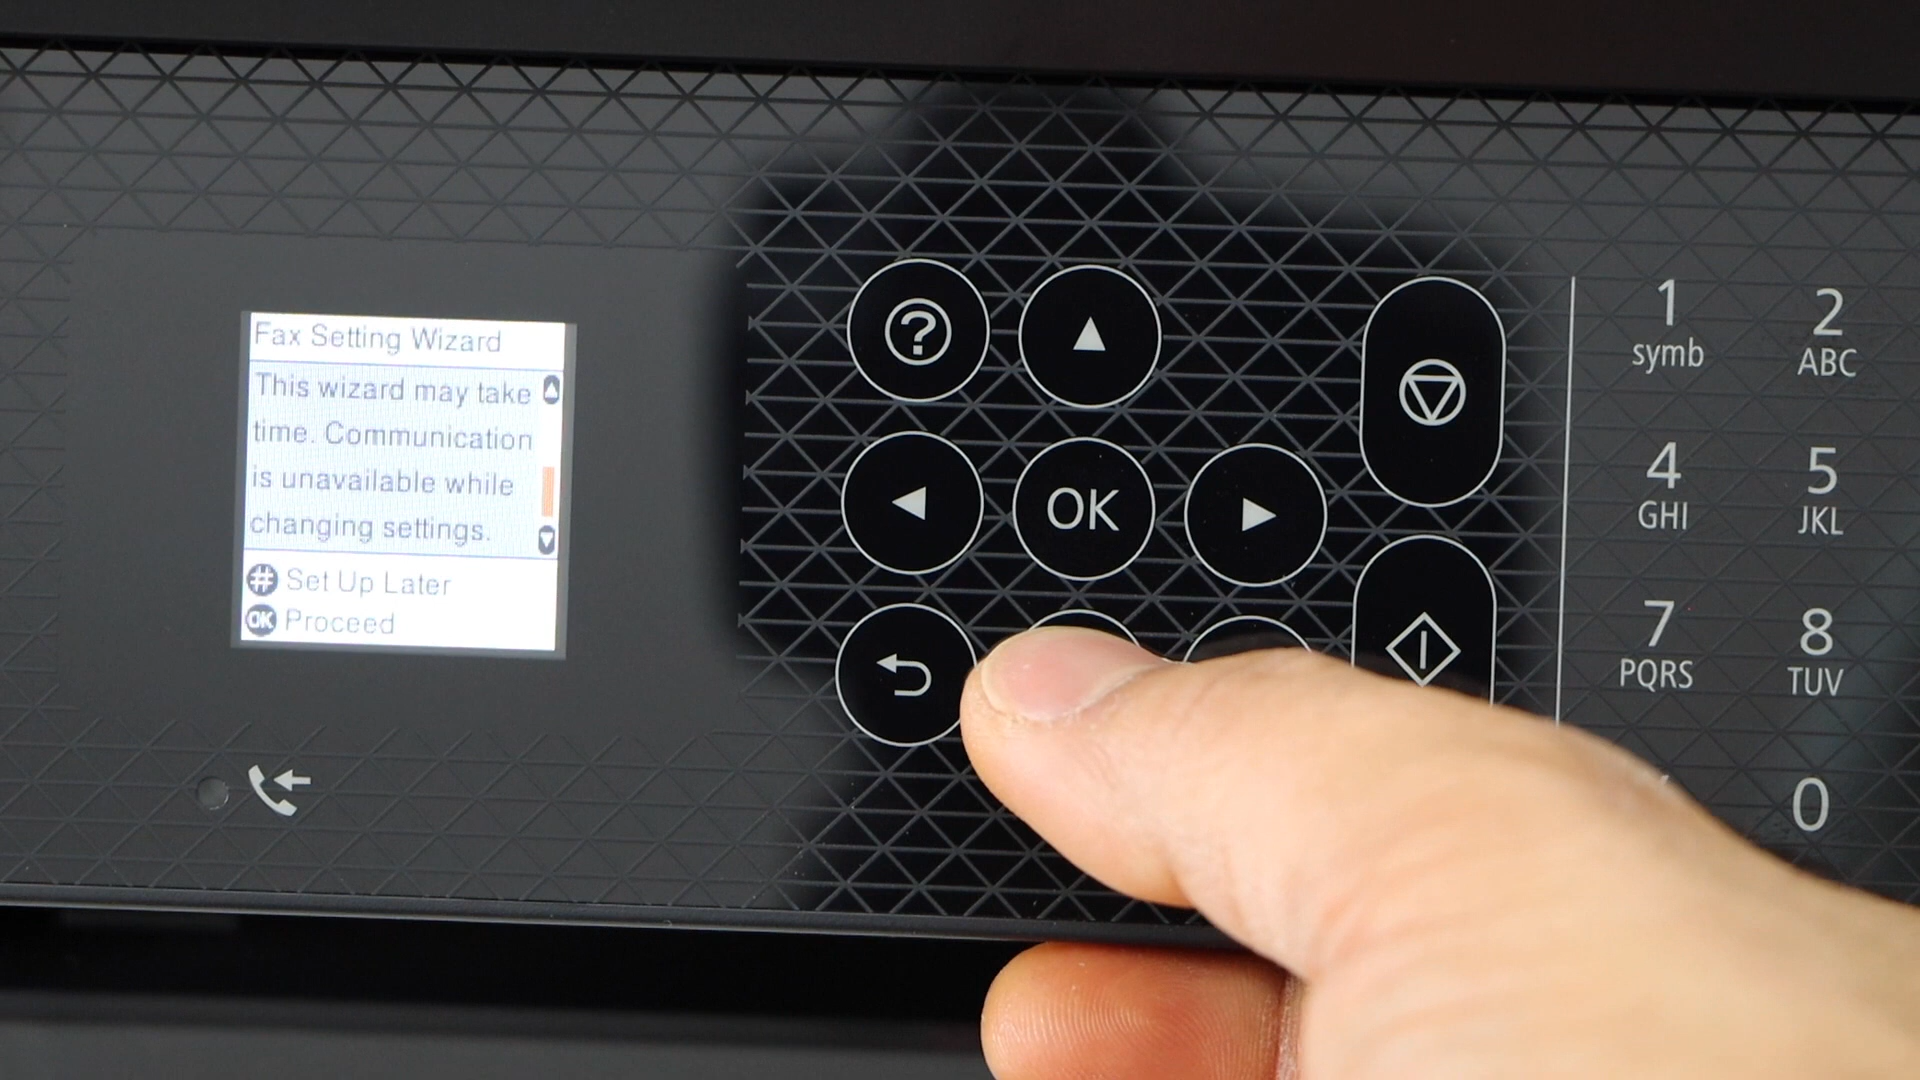 Fax Setting Wizard
This wizard may take
time. Communication
is unavailable while
changing settings.
# Set Up Later
OK Proceed
?
OK
1
symb
2
ABC
4
GHI
5
JKL
7
PQRS
8
TUV
0